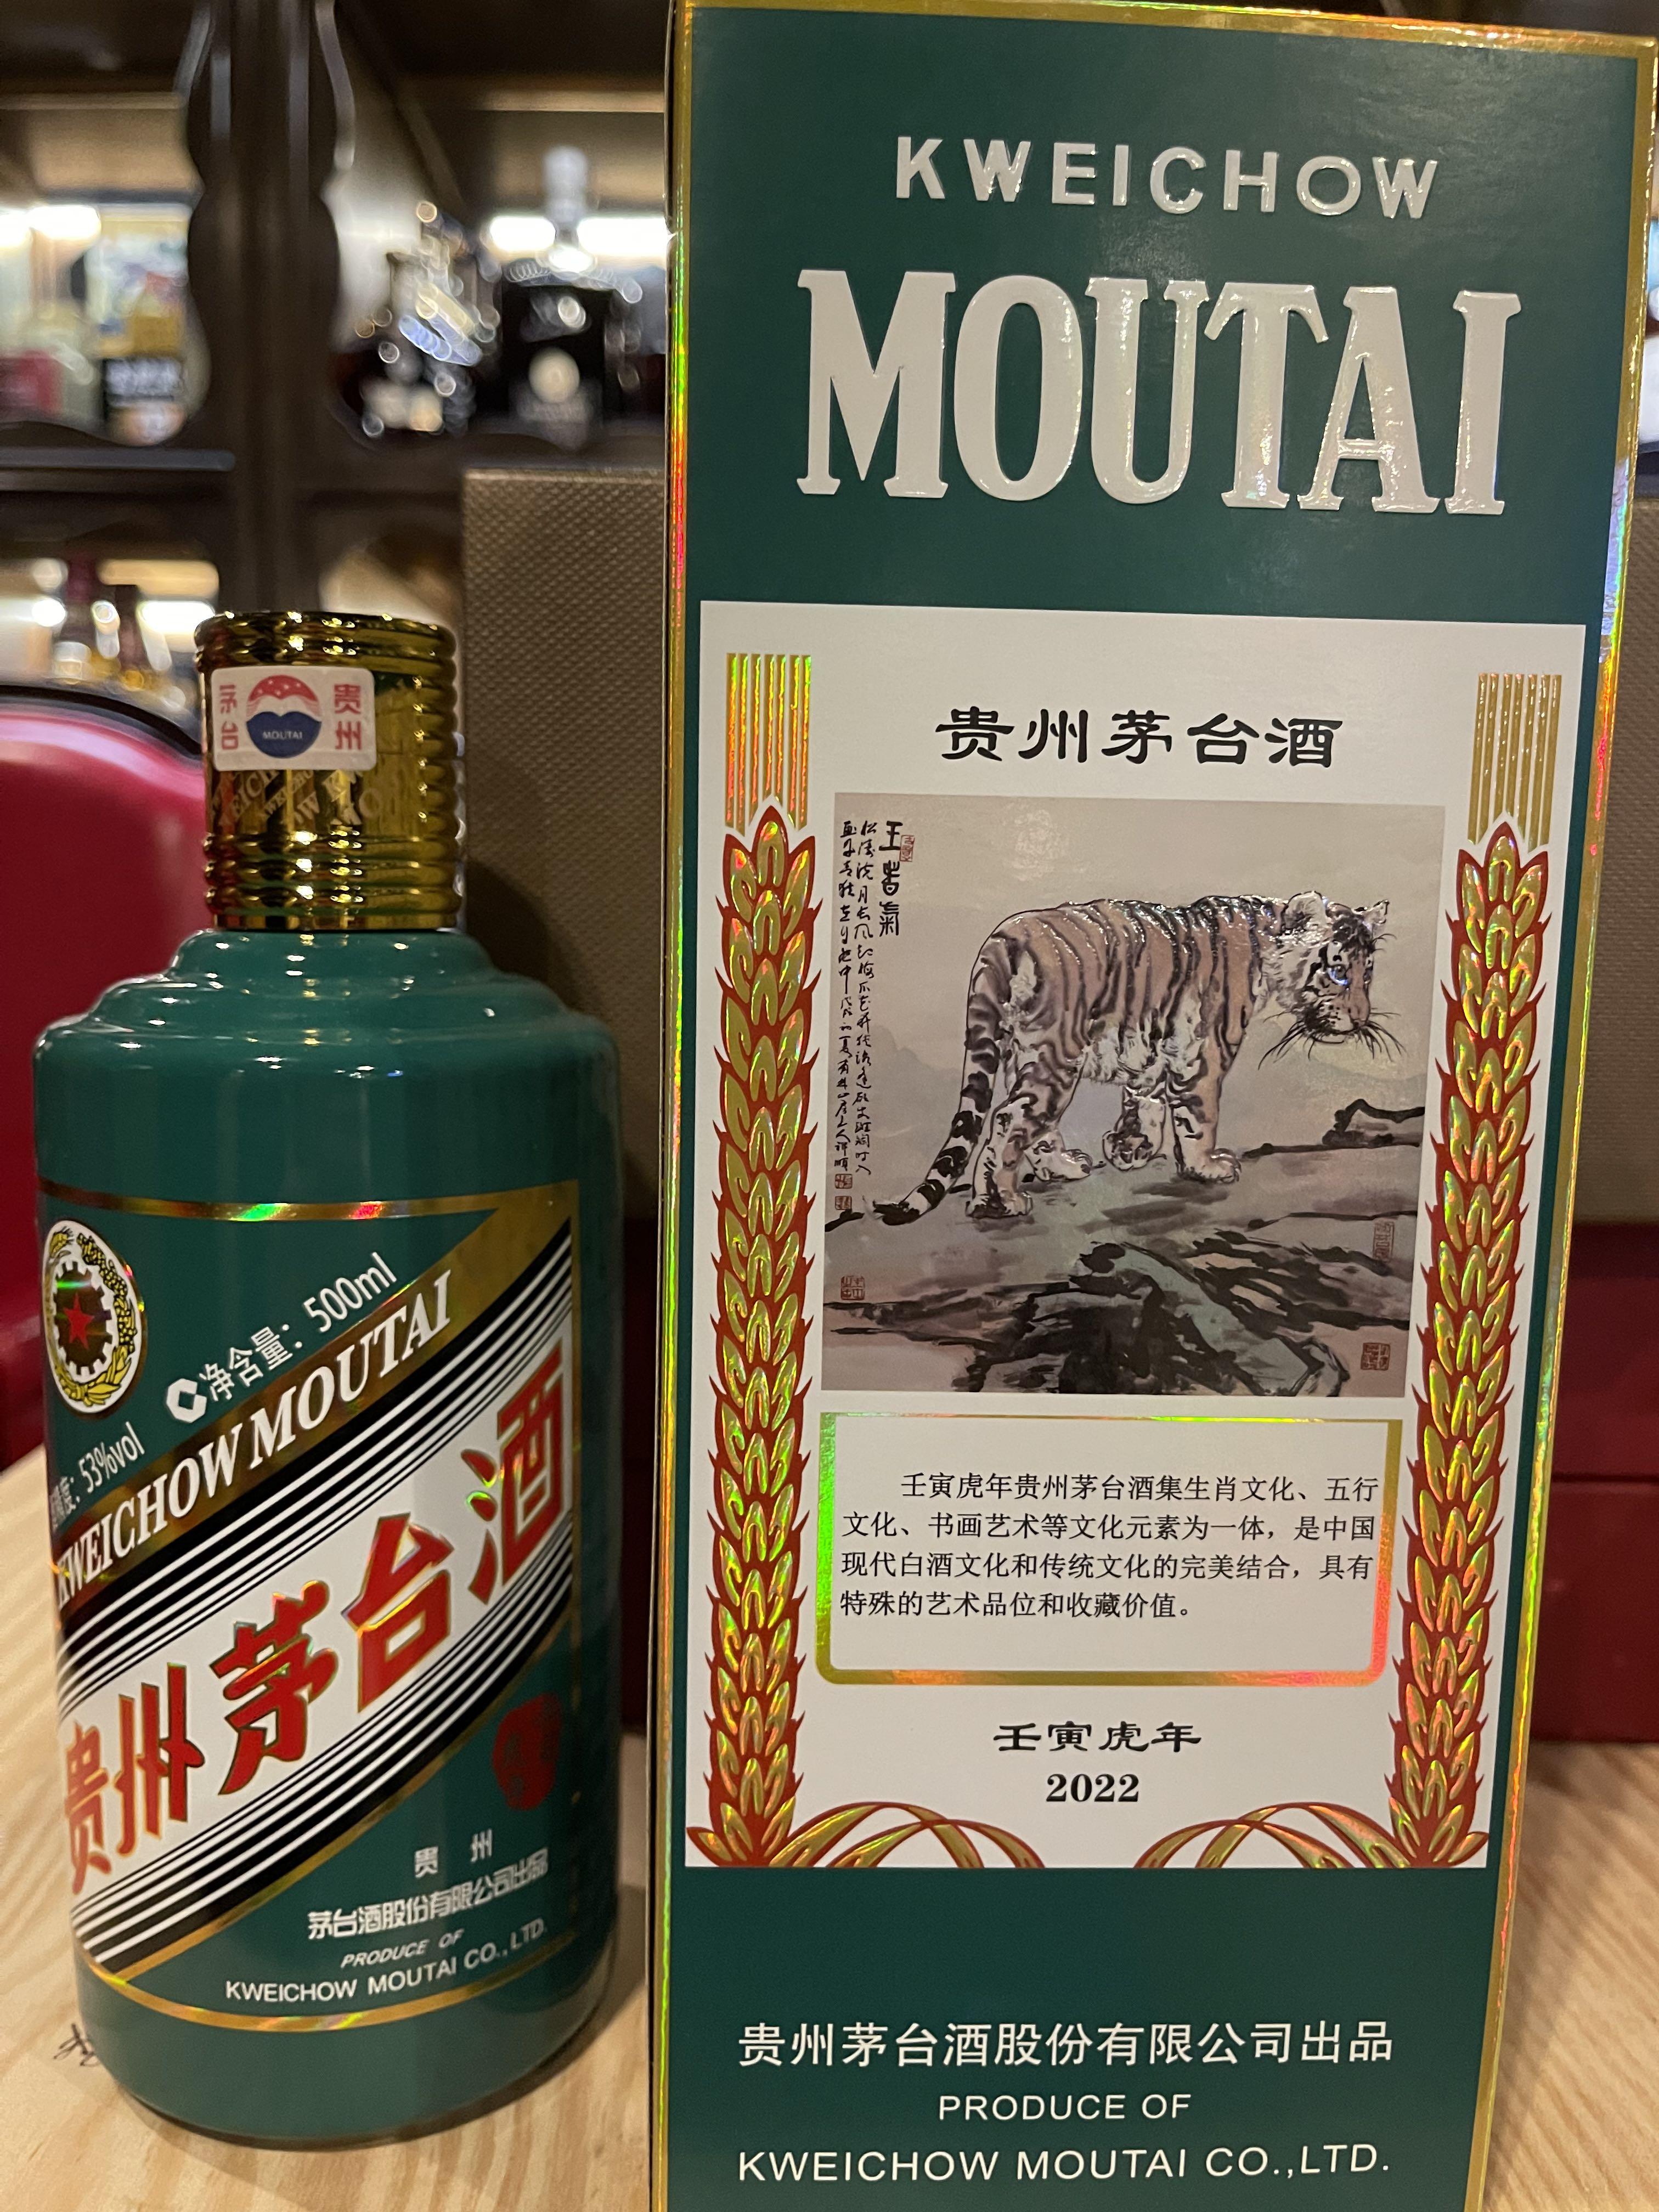 茅台
贵州
MOUTAI
净含量：500ml
53%vol
KWEICHOW MOUTAI
贵州茅台酒
贵 州
茅台酒股份有限公司出品
PRODUCE OF
KWEICHOW MOUTAI CO., LTD.
KWEICHOW
MOUTAI
贵州茅台酒
王者气
壬寅虎年贵州茅台酒集生肖文化、五行
文化、书画艺术等文化元素为一体，是中国
现代白酒文化和传统文化的完美结合，具有
特殊的艺术品位和收藏价值。
壬寅虎年
2022
贵州茅台酒股份有限公司出品
PRODUCE OF
KWEICHOW MOUTAI CO.,LTD.